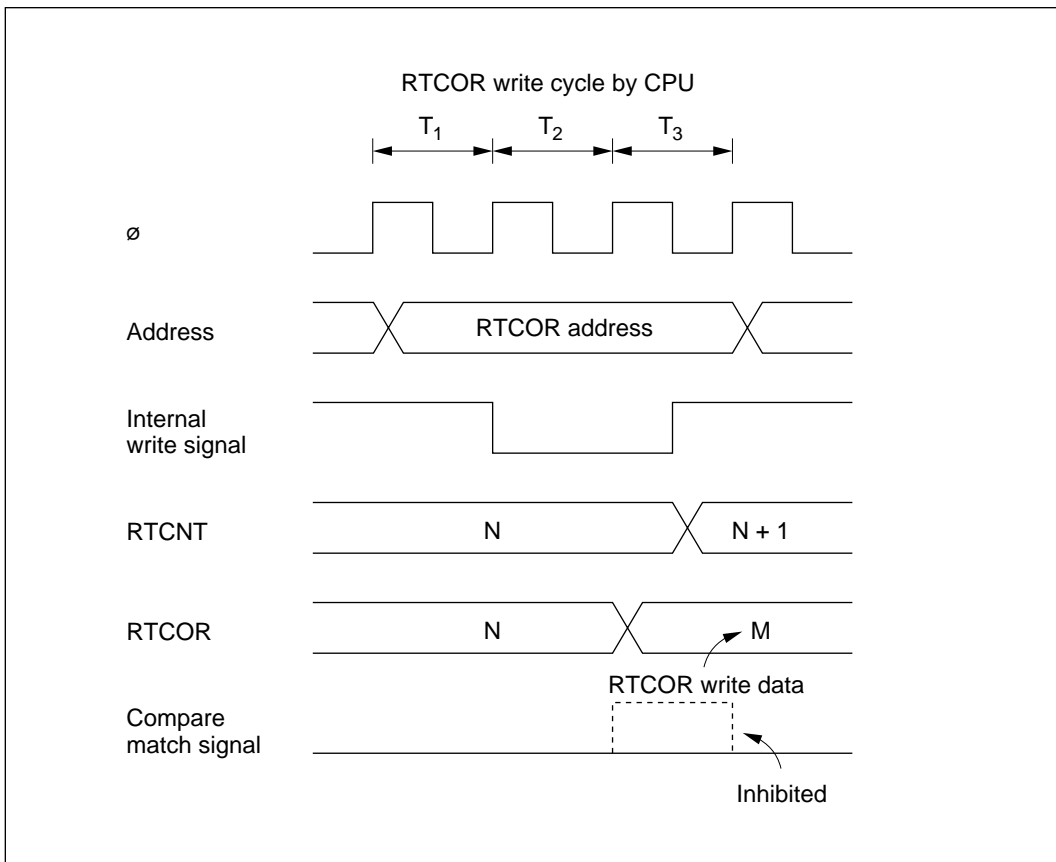 RTCOR write cycle by CPU
T1 T2 T3
ø
Address RTCOR address
Internal
write signal
RTCNT N N + 1
RTCOR N M
RTCOR write data
Compare
match signal
Inhibited